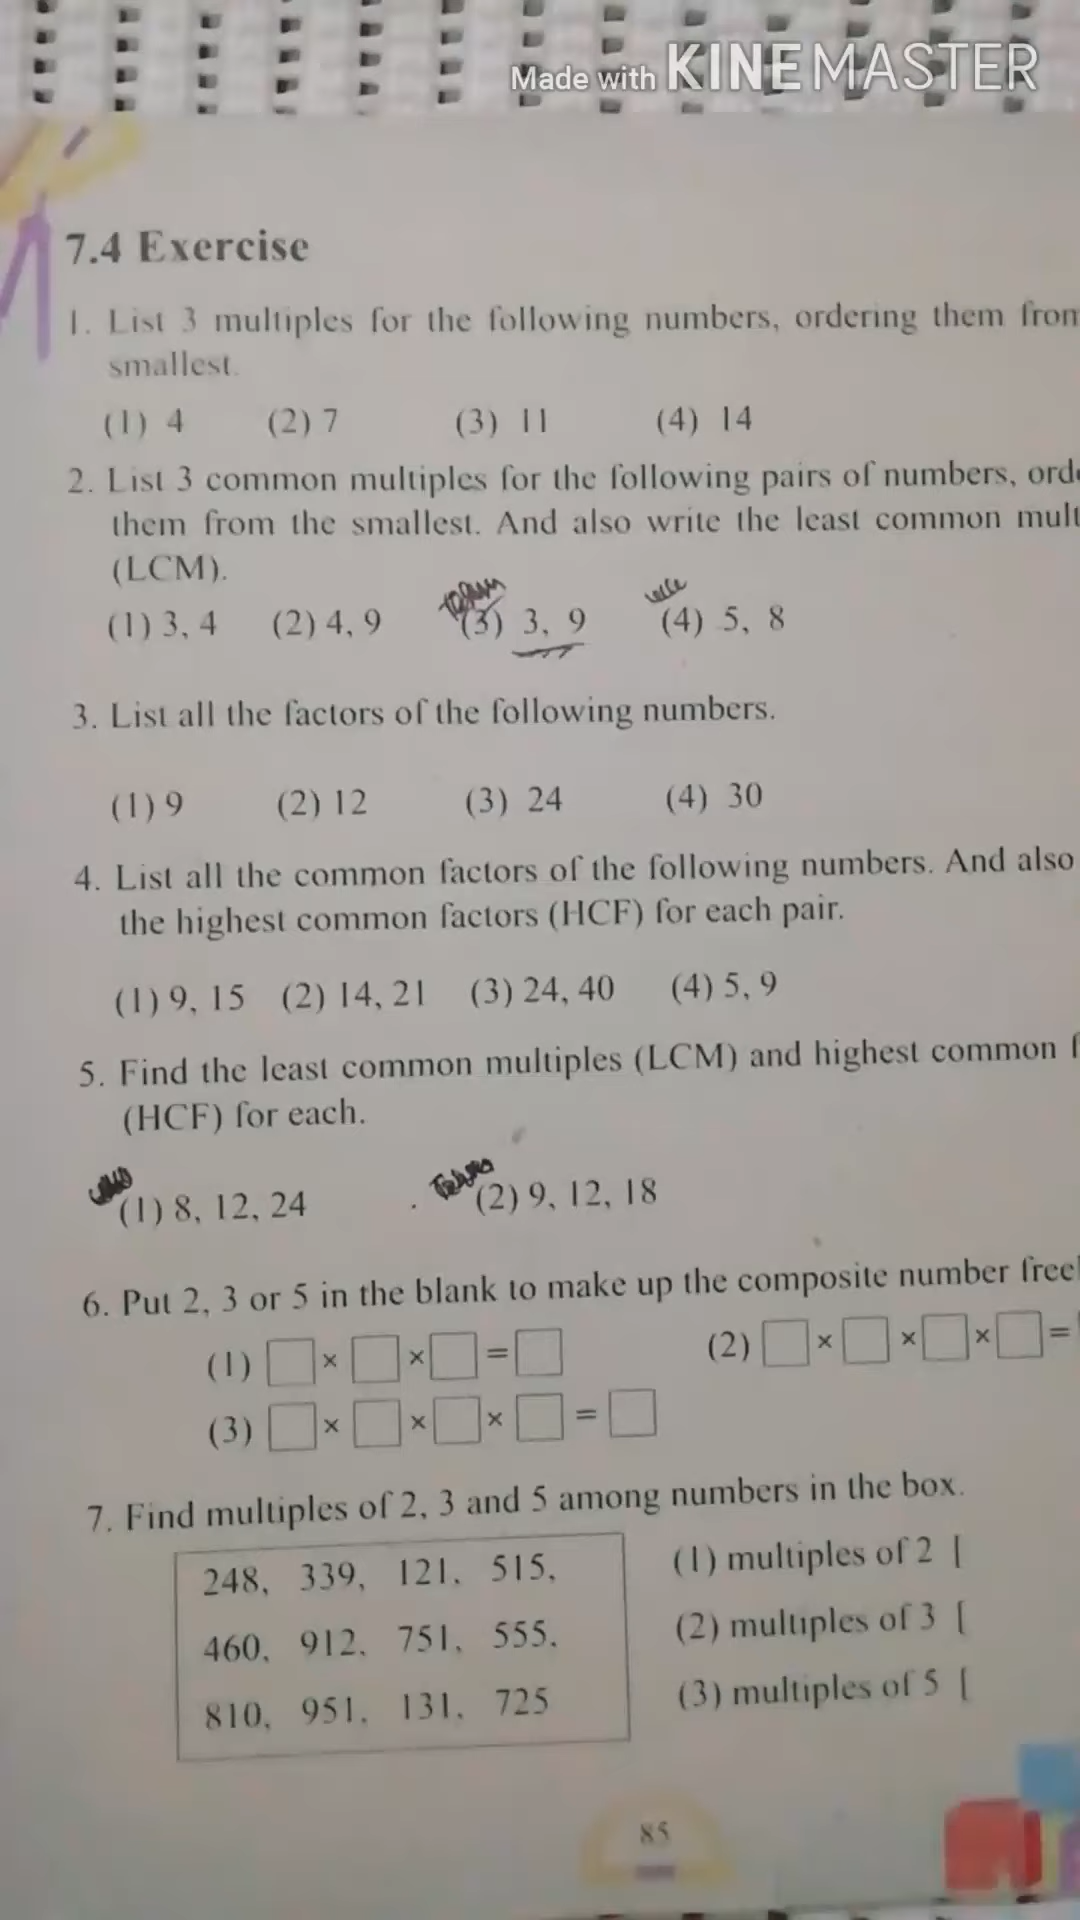 Made with KINEMASTER
7.4 Exercise
1. List 3 multiples for the following numbers, ordering them from
smallest.
(1) 4 (2) 7 (3) 11 (4) 14
2. List 3 common multiples for the following pairs of numbers, orde
them from the smallest. And also write the least common mult
(LCM).
(1) 3, 4 (2) 4, 9 (3) 3, 9 (4) 5, 8
3. List all the factors of the following numbers.
(1) 9 (2) 12 (3) 24 (4) 30
4. List all the common factors of the following numbers. And also
the highest common factors (HCF) for each pair.
(1) 9, 15 (2) 14, 21 (3) 24, 40 (4) 5, 9
5. Find the least common multiples (LCM) and highest common f
(HCF) for each.
(1) 8, 12, 24 (2) 9, 12, 18
6. Put 2, 3 or 5 in the blank to make up the composite number freel
(1) □ × □ × □ = □ (2) □ × □ × □ × □ =
(3) □ × □ × □ × □ = □
7. Find multiples of 2, 3 and 5 among numbers in the box.
248, 339, 121, 515, (1) multiples of 2 [
460, 912, 751, 555, (2) multiples of 3 [
810, 951, 131, 725 (3) multiples of 5 [
85